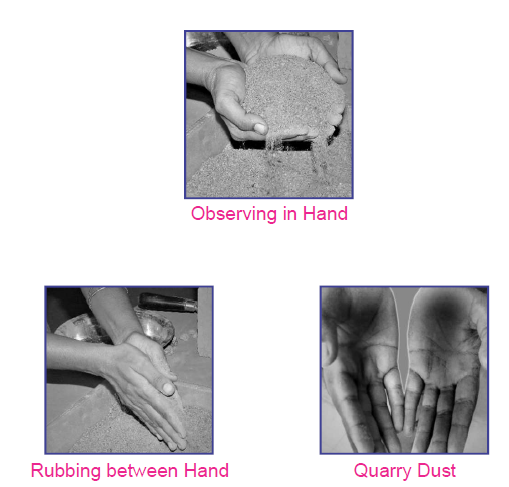 Observing in Hand
Rubbing between Hand
Quarry Dust